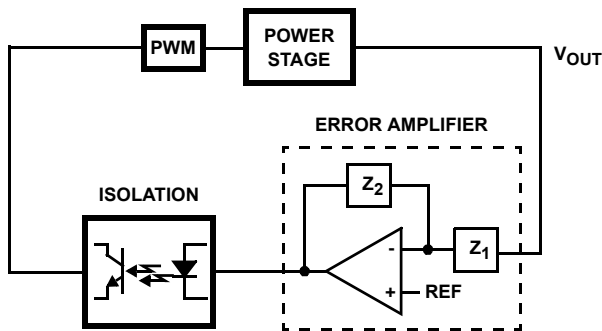 PWM
POWER
STAGE
VOUT
ERROR AMPLIFIER
ISOLATION
Z2
-
Z1
+
REF